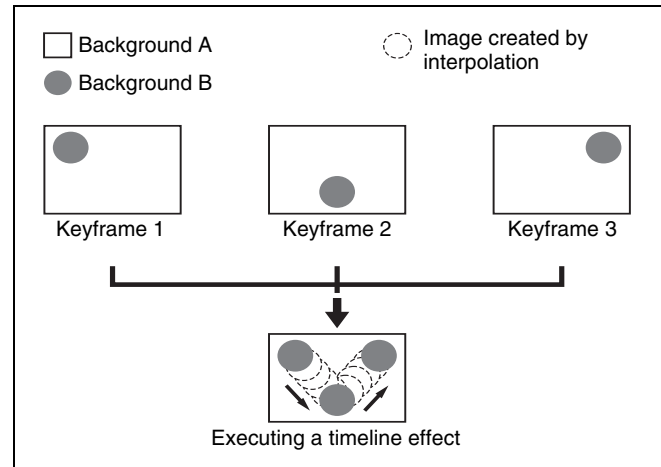 Background A
Background B
Image created by
interpolation
Keyframe 1
Keyframe 2
Keyframe 3
Executing a timeline effect